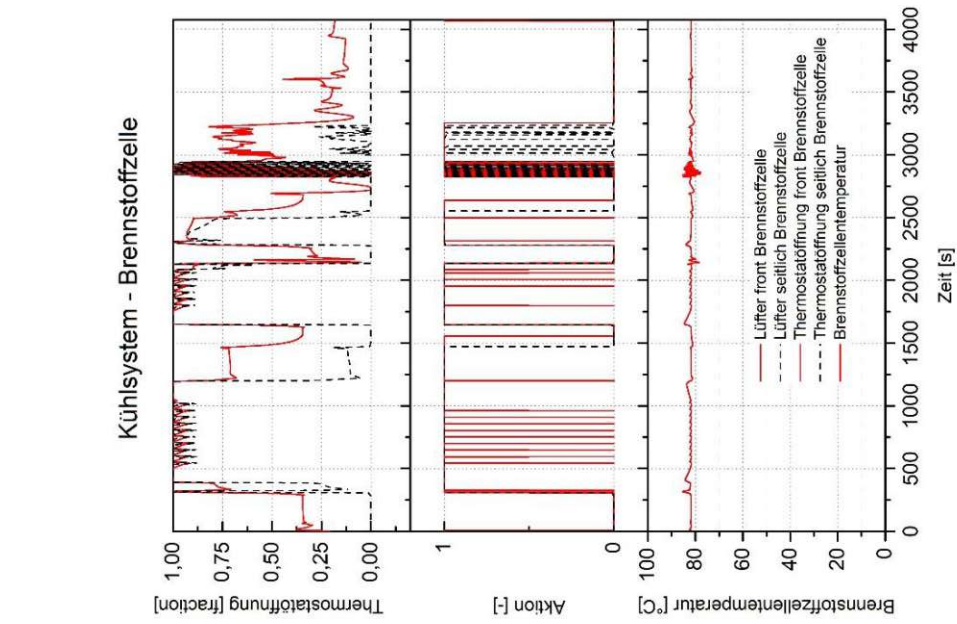 Kühlsystem - Brennstoffzelle
Thermostatöffnung [fraction]
1,00
0,75
0,50
0,25
0,00
Aktion [-]
1
0
Brennstoffzellentemperatur [°C]
100
80
60
40
20
0
Lüfter front Brennstoffzelle
Lüfter seitlich Brennstoffzelle
Thermostatöffnung front Brennstoffzelle
Thermostatöffnung seitlich Brennstoffzelle
Brennstoffzellentemperatur
0 500 1000 1500 2000 2500 3000 3500 4000
Zeit [s]